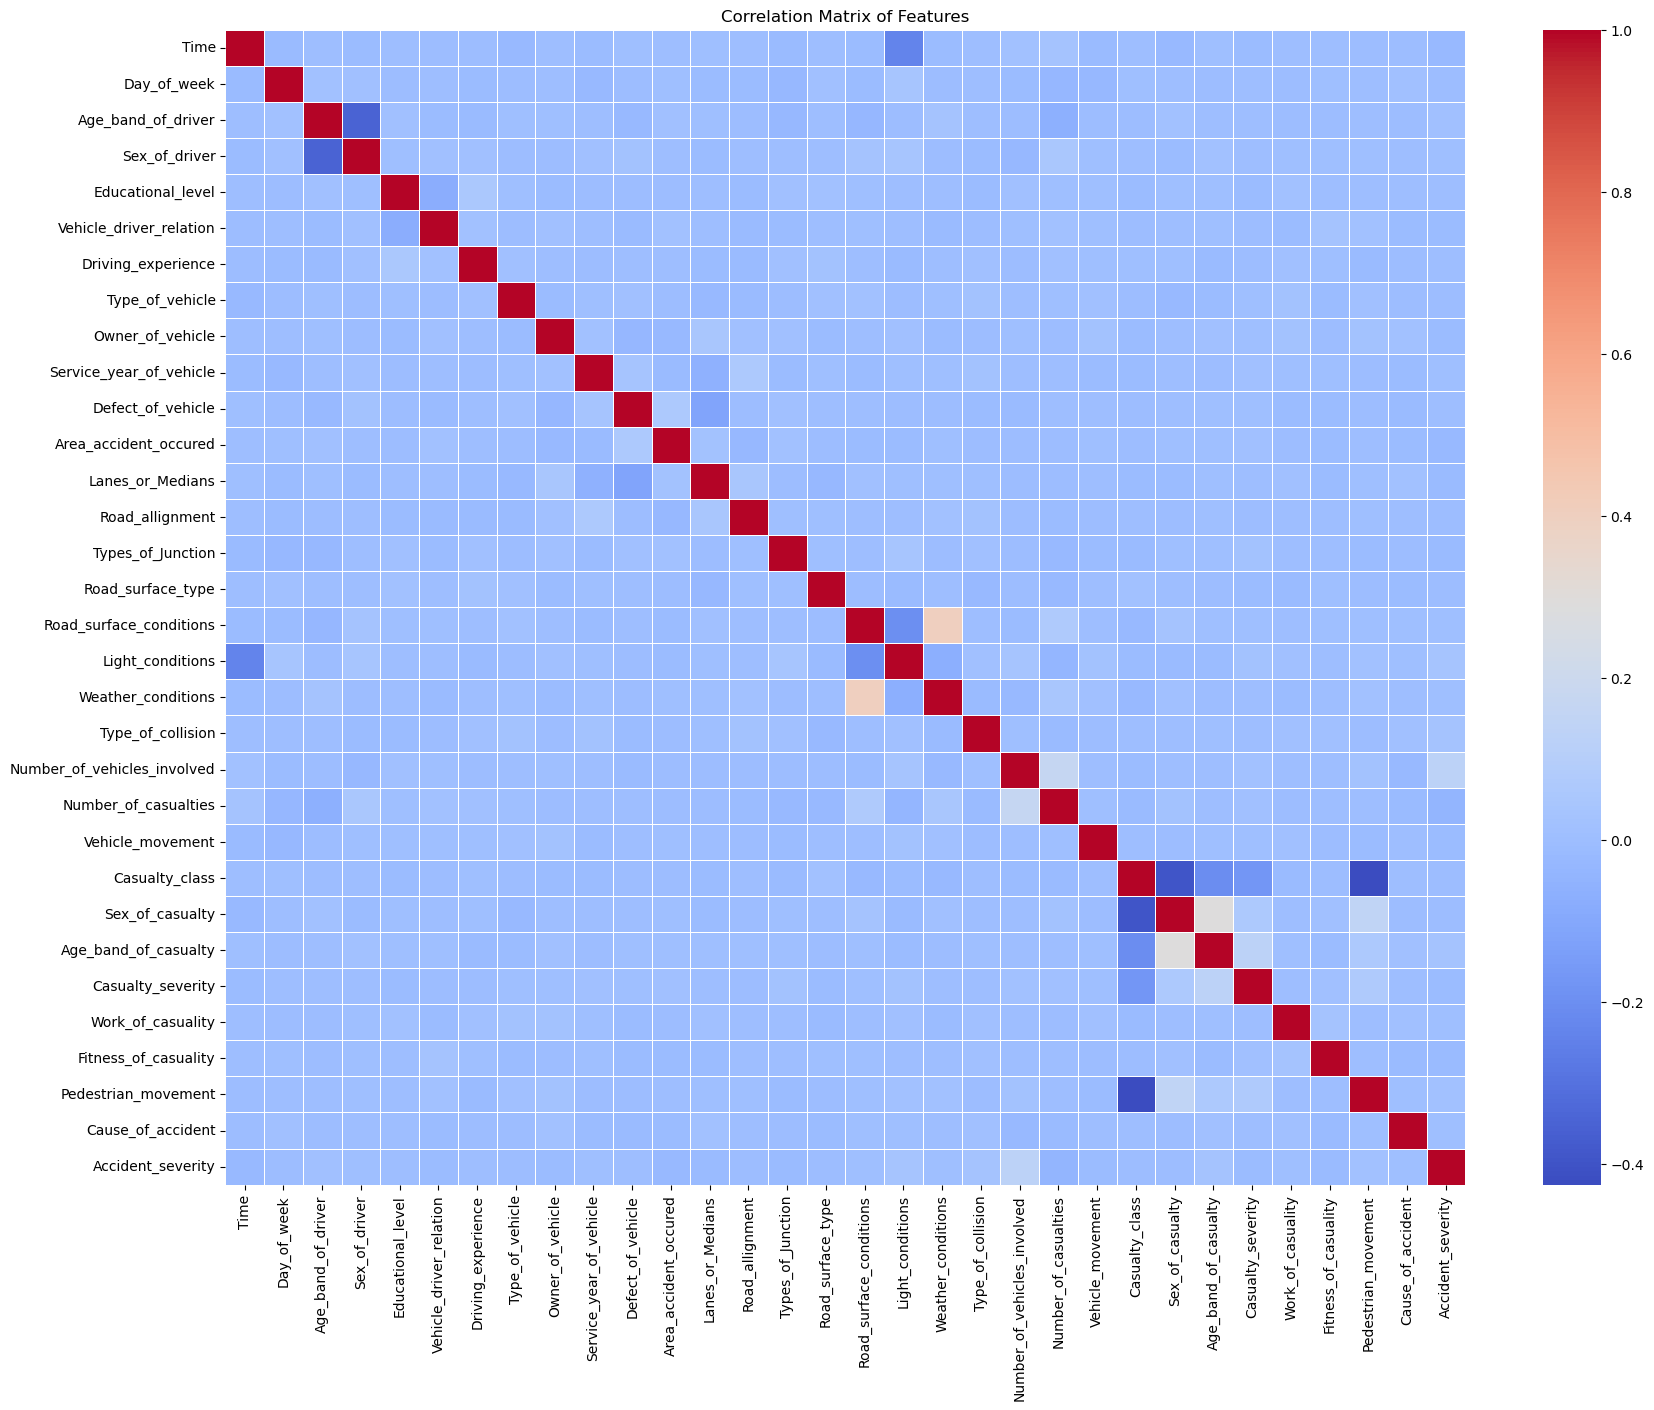 Correlation Matrix of Features
Time
Day_of_week
Age_band_of_driver
Sex_of_driver
Educational_level
Vehicle_driver_relation
Driving_experience
Type_of_vehicle
Owner_of_vehicle
Service_year_of_vehicle
Defect_of_vehicle
Area_accident_occured
Lanes_or_Medians
Road_allignment
Types_of_Junction
Road_surface_type
Road_surface_conditions
Light_conditions
Weather_conditions
Type_of_collision
Number_of_vehicles_involved
Number_of_casualties
Vehicle_movement
Casualty_class
Sex_of_casualty
Age_band_of_casualty
Casualty_severity
Work_of_casuality
Fitness_of_casuality
Pedestrian_movement
Cause_of_accident
Accident_severity
Time
Day_of_week
Age_band_of_driver
Sex_of_driver
Educational_level
Vehicle_driver_relation
Driving_experience
Type_of_vehicle
Owner_of_vehicle
Service_year_of_vehicle
Defect_of_vehicle
Area_accident_occured
Lanes_or_Medians
Road_allignment
Types_of_Junction
Road_surface_type
Road_surface_conditions
Light_conditions
Weather_conditions
Type_of_collision
Number_of_vehicles_involved
Number_of_casualties
Vehicle_movement
Casualty_class
Sex_of_casualty
Age_band_of_casualty
Casualty_severity
Work_of_casuality
Fitness_of_casuality
Pedestrian_movement
Cause_of_accident
Accident_severity
1.0
0.8
0.6
0.4
0.2
0.0
−0.2
−0.4